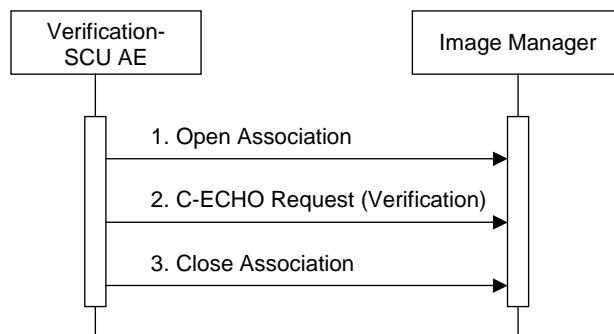 Verification-
SCU AE
Image Manager
1. Open Association
2. C-ECHO Request (Verification)
3. Close Association